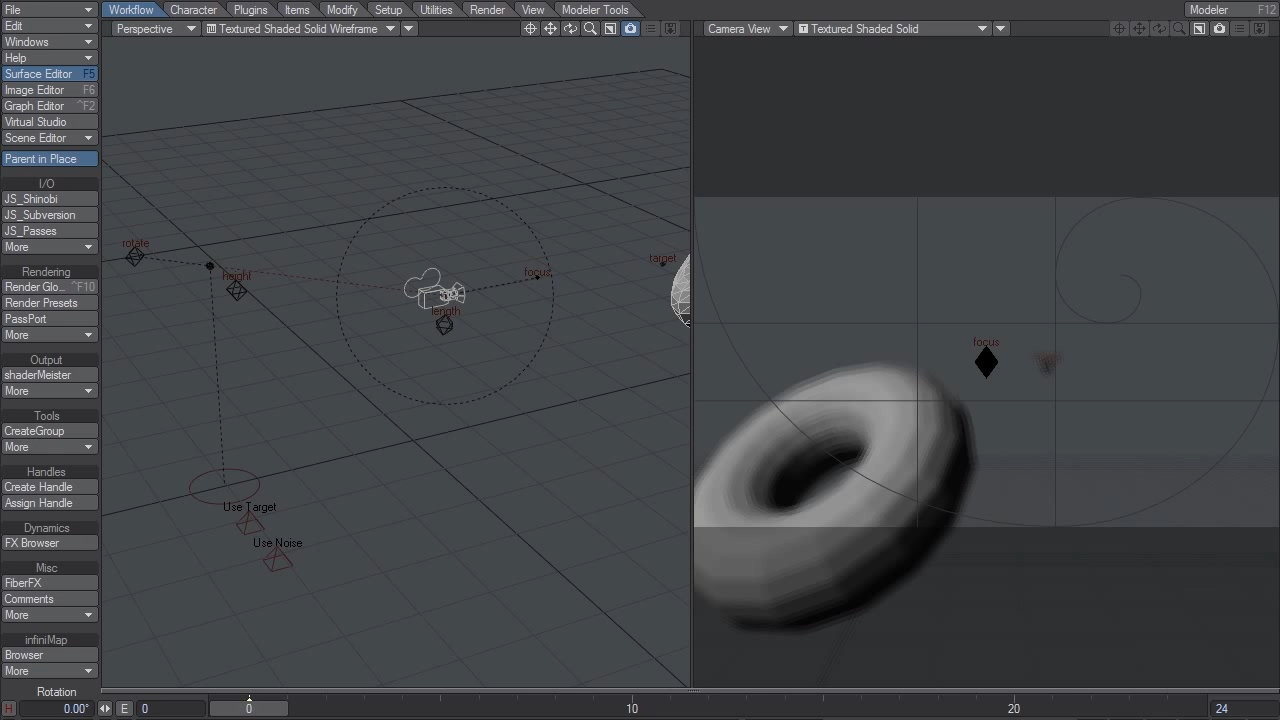 File
Workflow
Character
Plugins
Items
Modify
Setup
Utilities
Render
View
Modeler Tools
Modeler F12
Edit
Windows
Help
Surface Editor F5
Image Editor F6
Graph Editor ^F2
Virtual Studio
Scene Editor
Parent in Place
I/O
JS_Shinobi
JS_Subversion
JS_Passes
More
Rendering
Render Glo... ^F10
Render Presets
PassPort
More
Output
shaderMeister
More
Tools
CreateGroup
More
Handles
Create Handle
Assign Handle
Dynamics
FX Browser
Misc
FiberFX
Comments
More
infiniMap
Browser
More
Rotation
H 0.00° E 0
Perspective
Textured Shaded Solid Wireframe
rotate
height
focus
length
target
Use Target
Use Noise
Camera View
T Textured Shaded Solid
focus
0
10
20
24